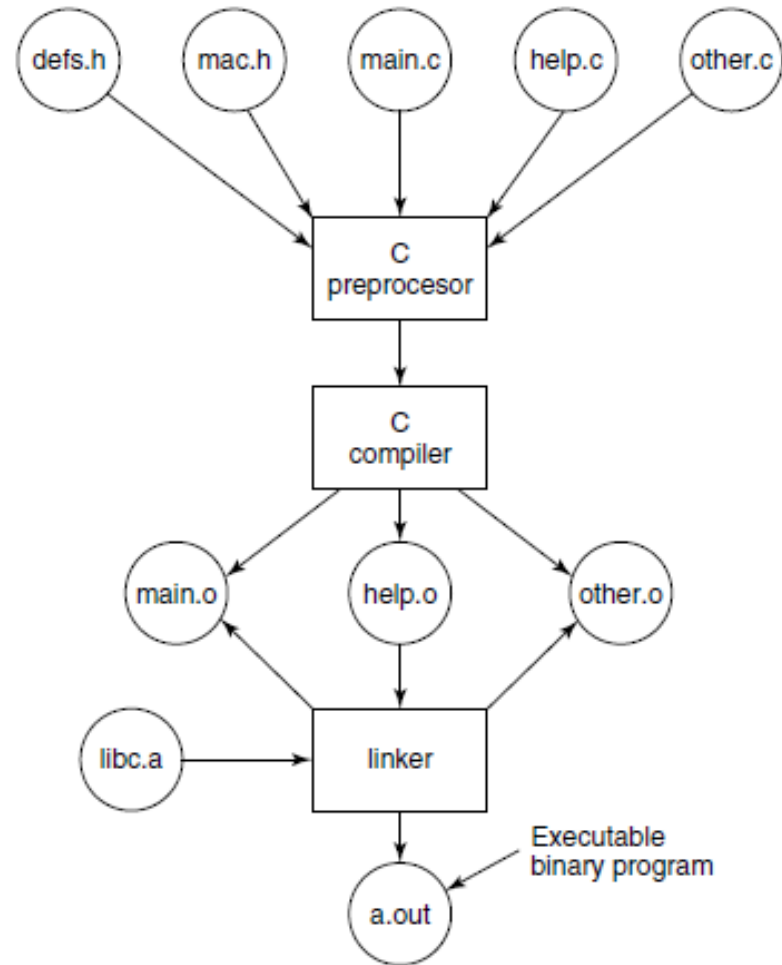 defs.h
mac.h
main.c
help.c
other.c
C
preprocesor
C
compiler
main.o
help.o
other.o
libc.a
linker
Executable
binary program
a.out